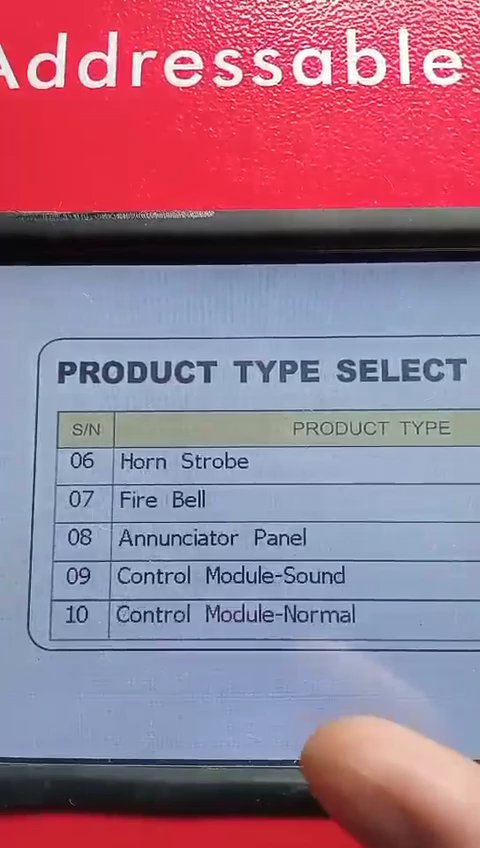 Addressable
PRODUCT TYPE SELECT
S/N PRODUCT TYPE
06 Horn Strobe
07 Fire Bell
08 Annunciator Panel
09 Control Module-Sound
10 Control Module-Normal